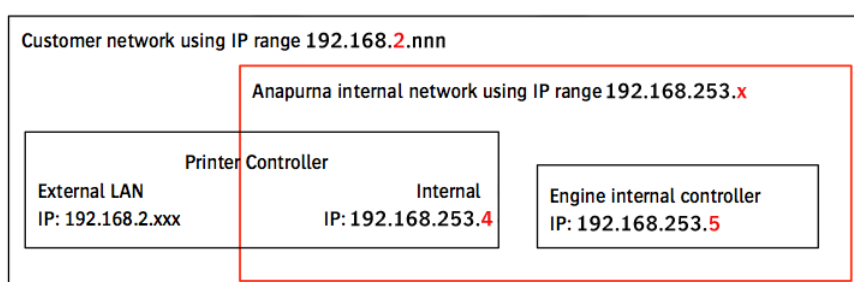 Customer network using IP range 192.168.2.nnn
Anapurna internal network using IP range 192.168.253.x
Printer Controller
External LAN
IP: 192.168.2.xxx
Internal
IP: 192.168.253.4
Engine internal controller
IP: 192.168.253.5